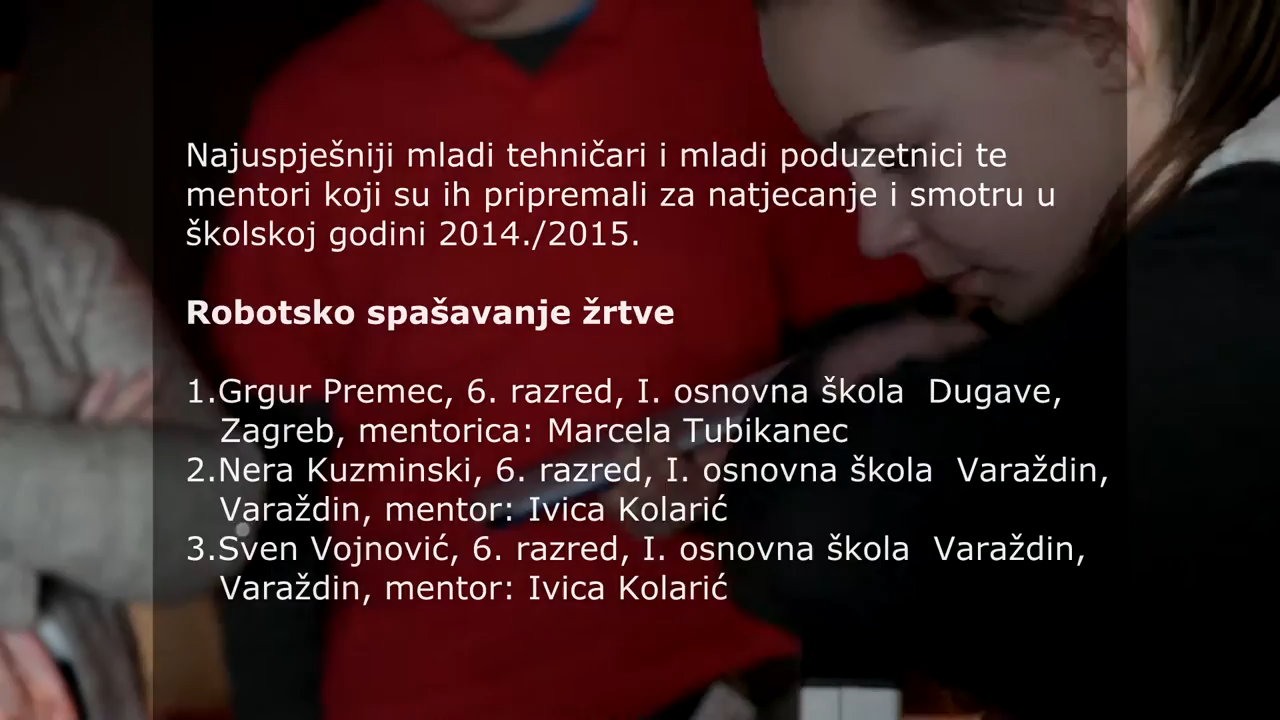 Najuspješniji mladi tehničari i mladi poduzetnici te
mentori koji su ih pripremali za natjecanje i smotru u
školskoj godini 2014./2015.
Robotsko spašavanje žrtve
1.Grgur Premec, 6. razred, I. osnovna škola  Dugave,
Zagreb, mentorica: Marcela Tubikanec
2.Nera Kuzminski, 6. razred, I. osnovna škola  Varaždin,
Varaždin, mentor: Ivica Kolarić
3.Sven Vojnović, 6. razred, I. osnovna škola  Varaždin,
Varaždin, mentor: Ivica Kolarić